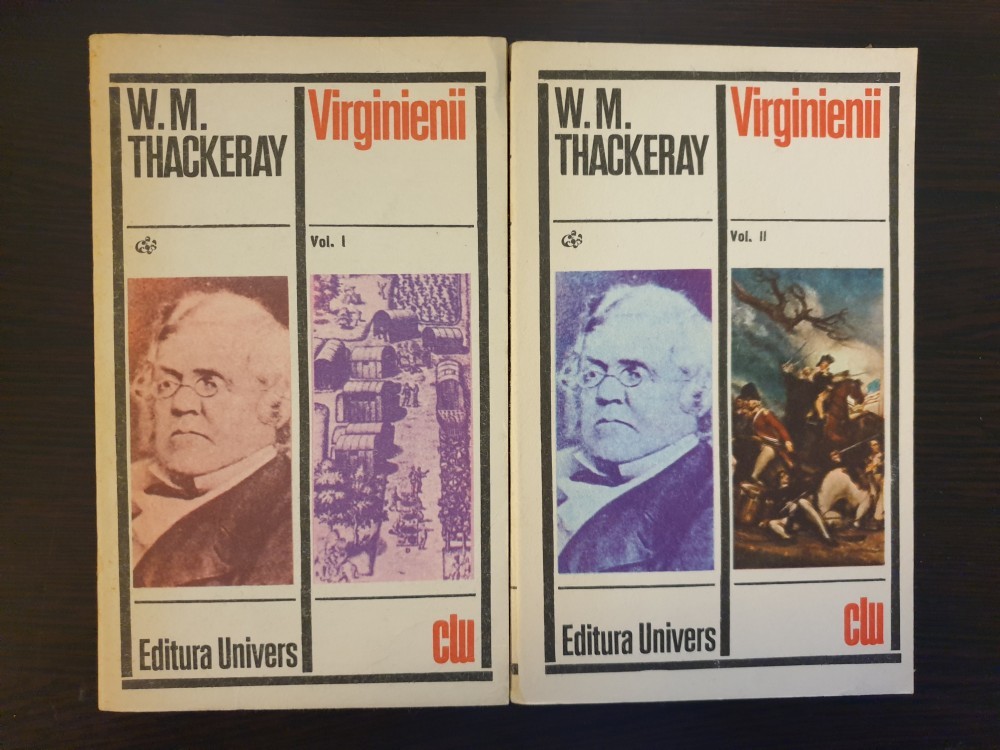 W. M.
THACKERAY
Virginienii
Vol. I
Editura Univers
clu
W. M.
THACKERAY
Virginienii
Vol. II
Editura Univers
clu